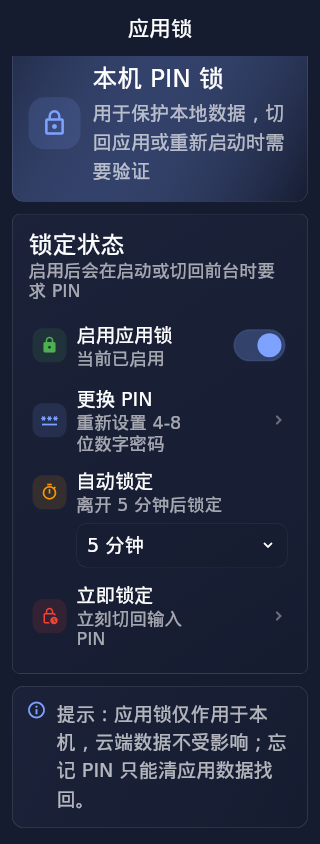 应用锁
本机 PIN 锁
用于保护本地数据，切
回应用或重新启动时需
要验证
锁定状态
启用后会在启动或切回前台时要
求 PIN
启用应用锁
当前已启用
更换 PIN
重新设置 4-8
位数字密码
自动锁定
离开 5 分钟后锁定
5 分钟
立即锁定
立刻切回输入
PIN
提示：应用锁仅作用于本
机，云端数据不受影响；忘
记 PIN 只能清应用数据找
回。